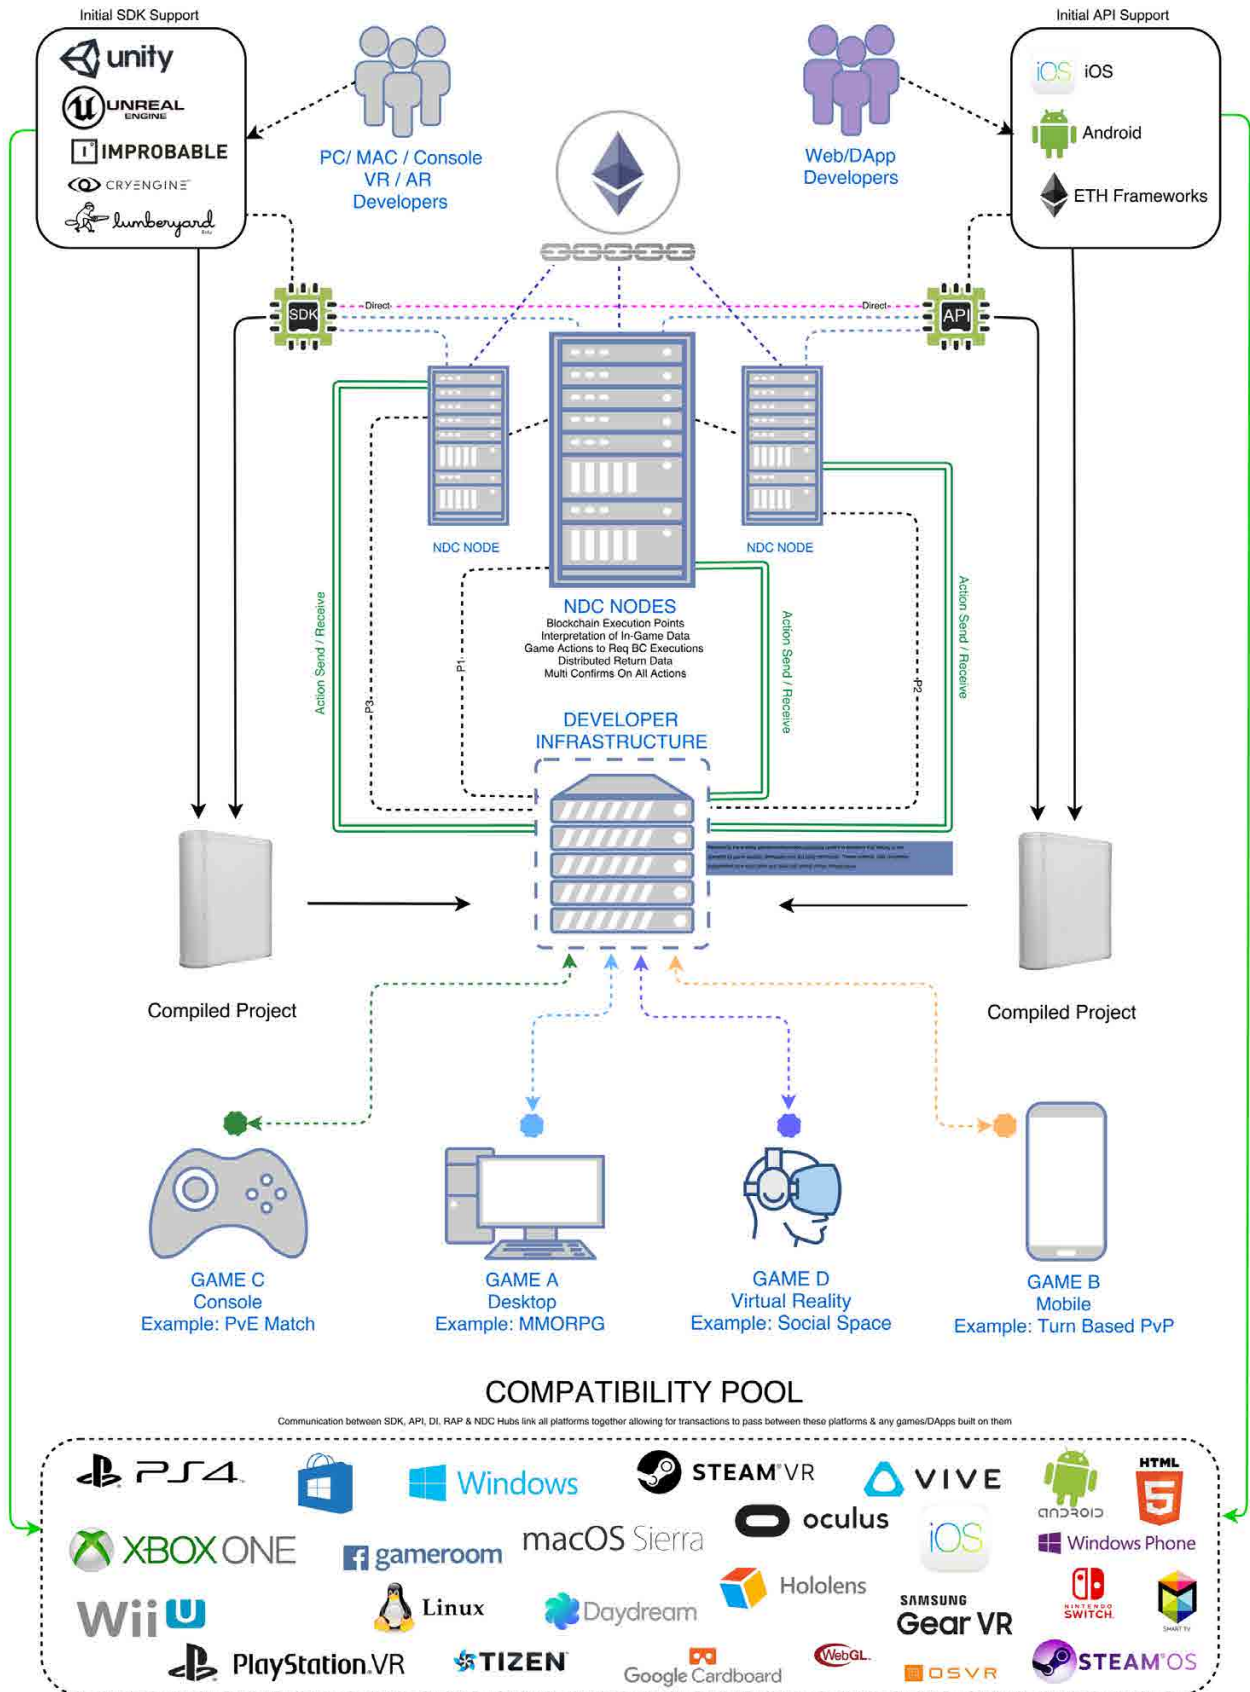 Initial SDK Support
Initial API Support
unity
UNREAL
ENGINE
IMPROBABLE
CRYENGINE
lumberyard
PC/ MAC / Console
VR / AR
Developers
Web/DApp
Developers
iOS
iOS
Android
ETH Frameworks
SDK
Direct
Direct
API
NDC NODE
NDC NODE
NDC NODES
Blockchain Execution Points
Interpretation of In-Game Data
Game Actions to Req BC Executions
Distributed Return Data
Multi Confirms On All Actions
Action Send / Receive
P3
P1
Action Send / Receive
P2
Action Send / Receive
DEVELOPER
INFRASTRUCTURE
Compiled Project
Compiled Project
GAME C
Console
Example: PvE Match
GAME A
Desktop
Example: MMORPG
GAME D
Virtual Reality
Example: Social Space
GAME B
Mobile
Example: Turn Based PvP
COMPATIBILITY POOL
Communication between SDK, API, DI, RAP & NDC Hubs link all platforms together allowing for transactions to pass between these platforms & any games/DApps built on them
PS4
Windows
STEAM VR
VIVE
ANDROID
HTML
5
XBOX ONE
gameroom
macOS Sierra
oculus
iOS
Windows Phone
Wii U
Linux
Daydream
Hololens
SAMSUNG
Gear VR
NINTENDO
SWITCH
SMART TV
PlayStation VR
TIZEN
Google Cardboard
WebGL
OSVR
STEAM OS